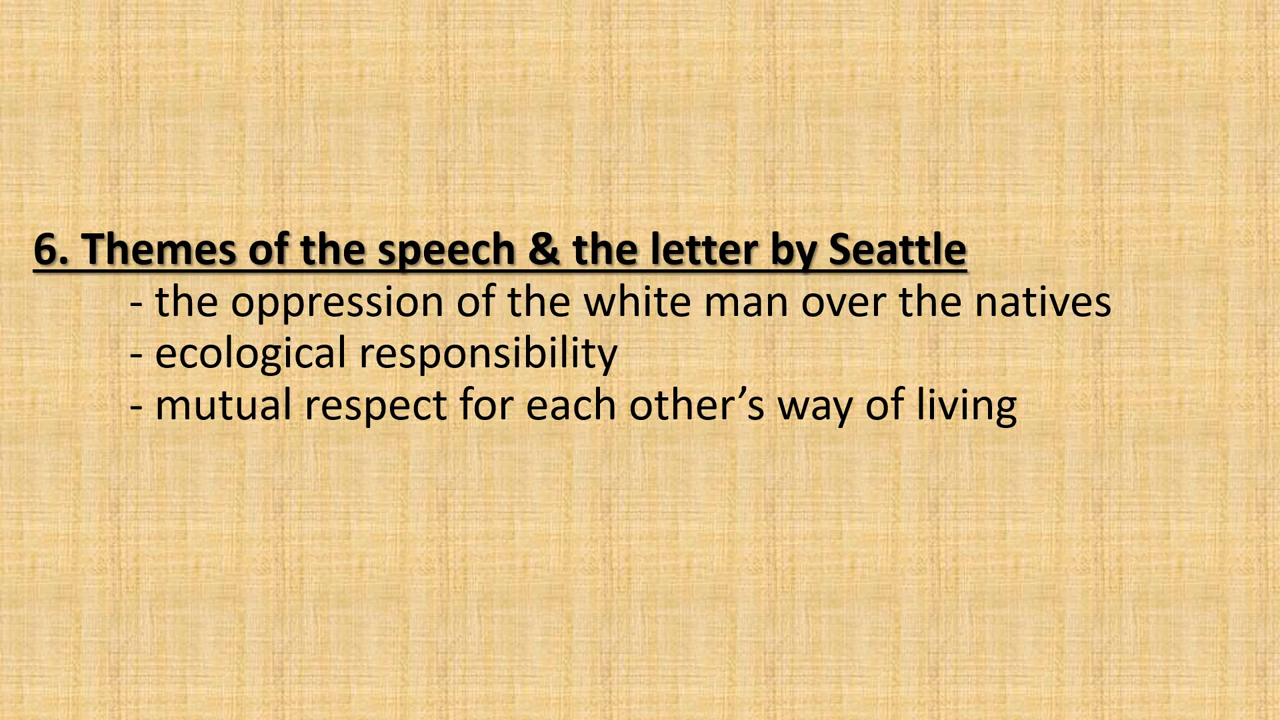 6. Themes of the speech & the letter by Seattle
- the oppression of the white man over the natives
- ecological responsibility
- mutual respect for each other’s way of living